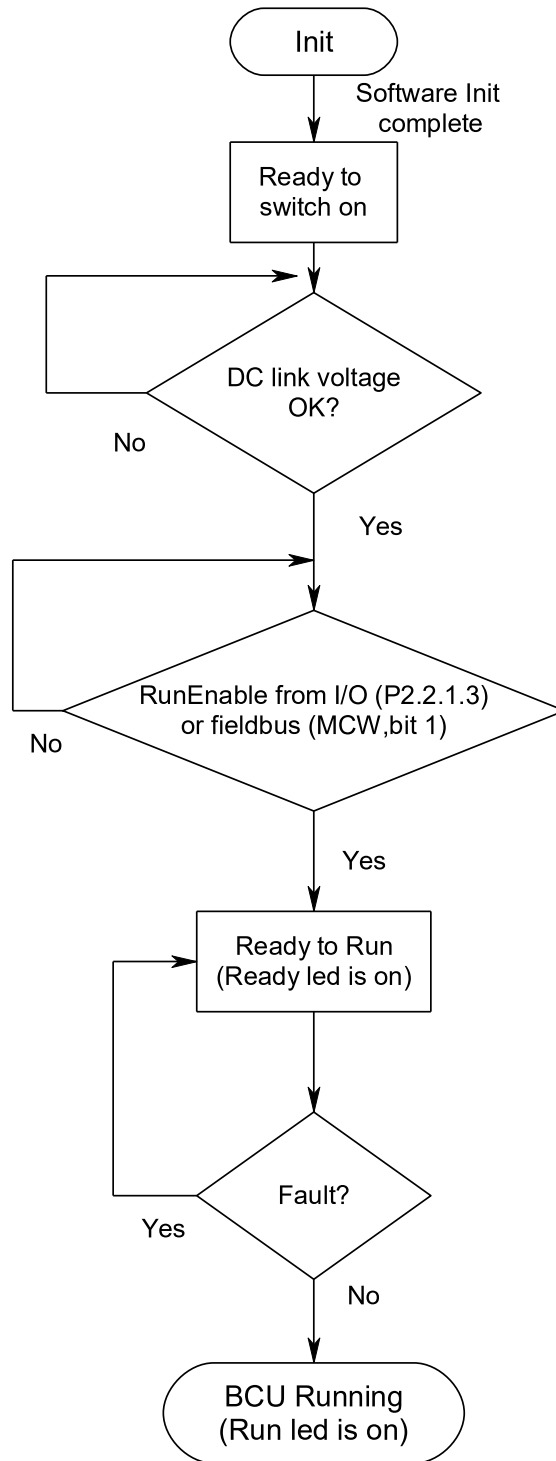 Init
Software Init
complete
Ready to
switch on
DC link voltage
OK?
No
Yes
RunEnable from I/O (P2.2.1.3)
or fieldbus (MCW,bit 1)
No
Yes
Ready to Run
(Ready led is on)
Fault?
Yes
No
BCU Running
(Run led is on)